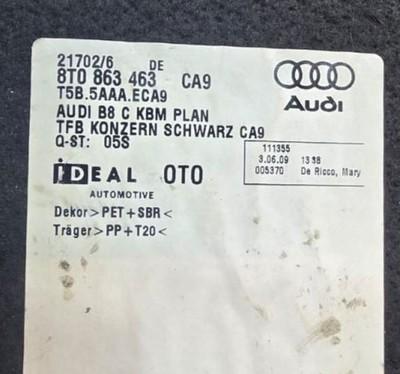 21702/6 DE
8T0 863 463 CA9
T5B.5AAA.ECA9
AUDI B8 C KBM PLAN
TFB KONZERN SCHWARZ CA9
Q-ST: 05S
Audi
111355
3.06.09 13:38
005370 De Ricco, Mary
iDEAL OTO
AUTOMOTIVE
Dekor>PET+SBR<
Träger>PP+T20<